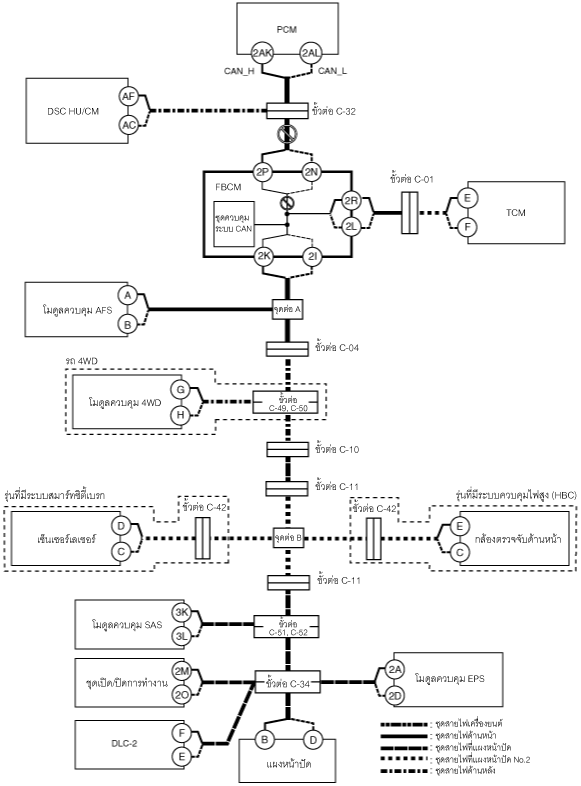 PCM
2AK
2AL
CAN_H
CAN_L
AF
AC
DSC HU/CM
ขั้วต่อ C-32
2P
2N
FBCM
ชุดควบคุม
ระบบ CAN
2R
2L
ขั้วต่อ C-01
E
F
TCM
2K
2I
โมดูลควบคุม AFS
A
B
จุดต่อ A
ขั้วต่อ C-04
รถ 4WD
โมดูลควบคุม 4WD
G
H
ขั้วต่อ
C-49, C-50
ขั้วต่อ C-10
ขั้วต่อ C-11
รุ่นที่มีระบบสมาร์ทซิตี้เบรก
รุ่นที่มีระบบควบคุมไฟสูง (HBC)
ขั้วต่อ C-42
ขั้วต่อ C-42
เซ็นเซอร์เลเซอร์
D
C
จุดต่อ B
E
C
กล้องตรวจจับด้านหน้า
ขั้วต่อ C-11
โมดูลควบคุม SAS
3K
3L
ขั้วต่อ
C-51, C-52
ชุดเปิด/ปิดการทำงาน
2M
2O
ขั้วต่อ C-34
2A
2D
โมดูลควบคุม EPS
DLC-2
F
E
B
D
แผงหน้าปัด
: ชุดสายไฟเครื่องยนต์
: ชุดสายไฟด้านหน้า
: ชุดสายไฟที่แผงหน้าปัด
: ชุดสายไฟที่แผงหน้าปัด No.2
: ชุดสายไฟด้านหลัง